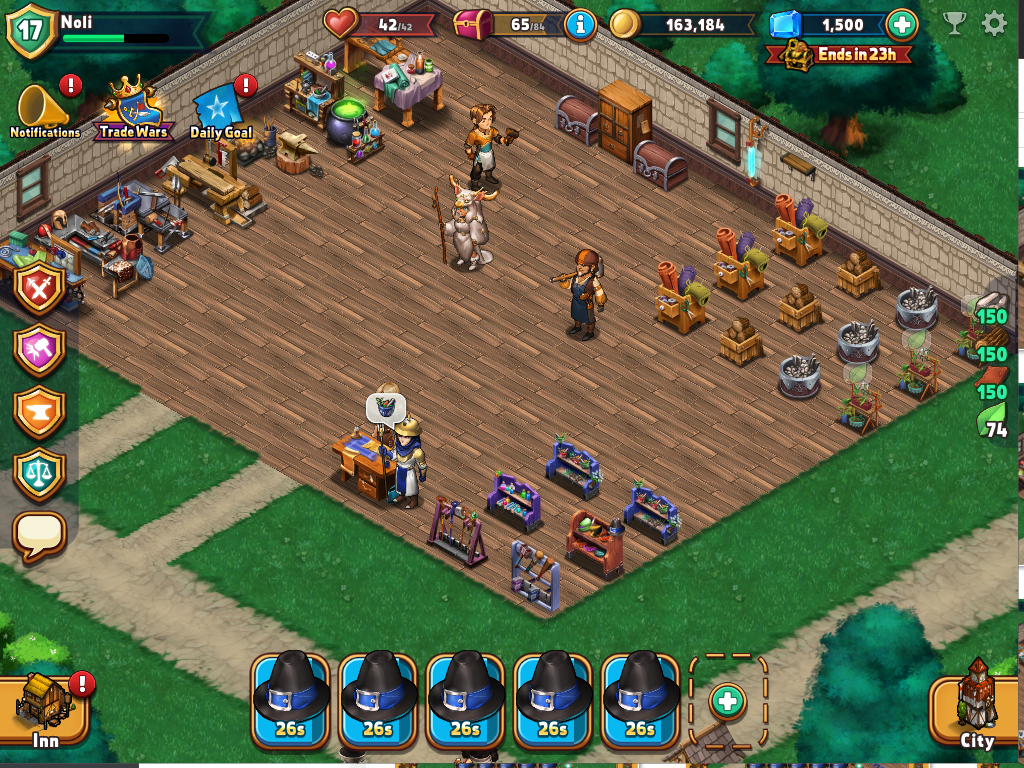 17
Noli
42/42
65/84
i
163,184
1,500
Ends in 23h
!
!
Notifications
Trade Wars
Daily Goal
150
150
150
74
!
Inn
26s
26s
26s
26s
26s
City